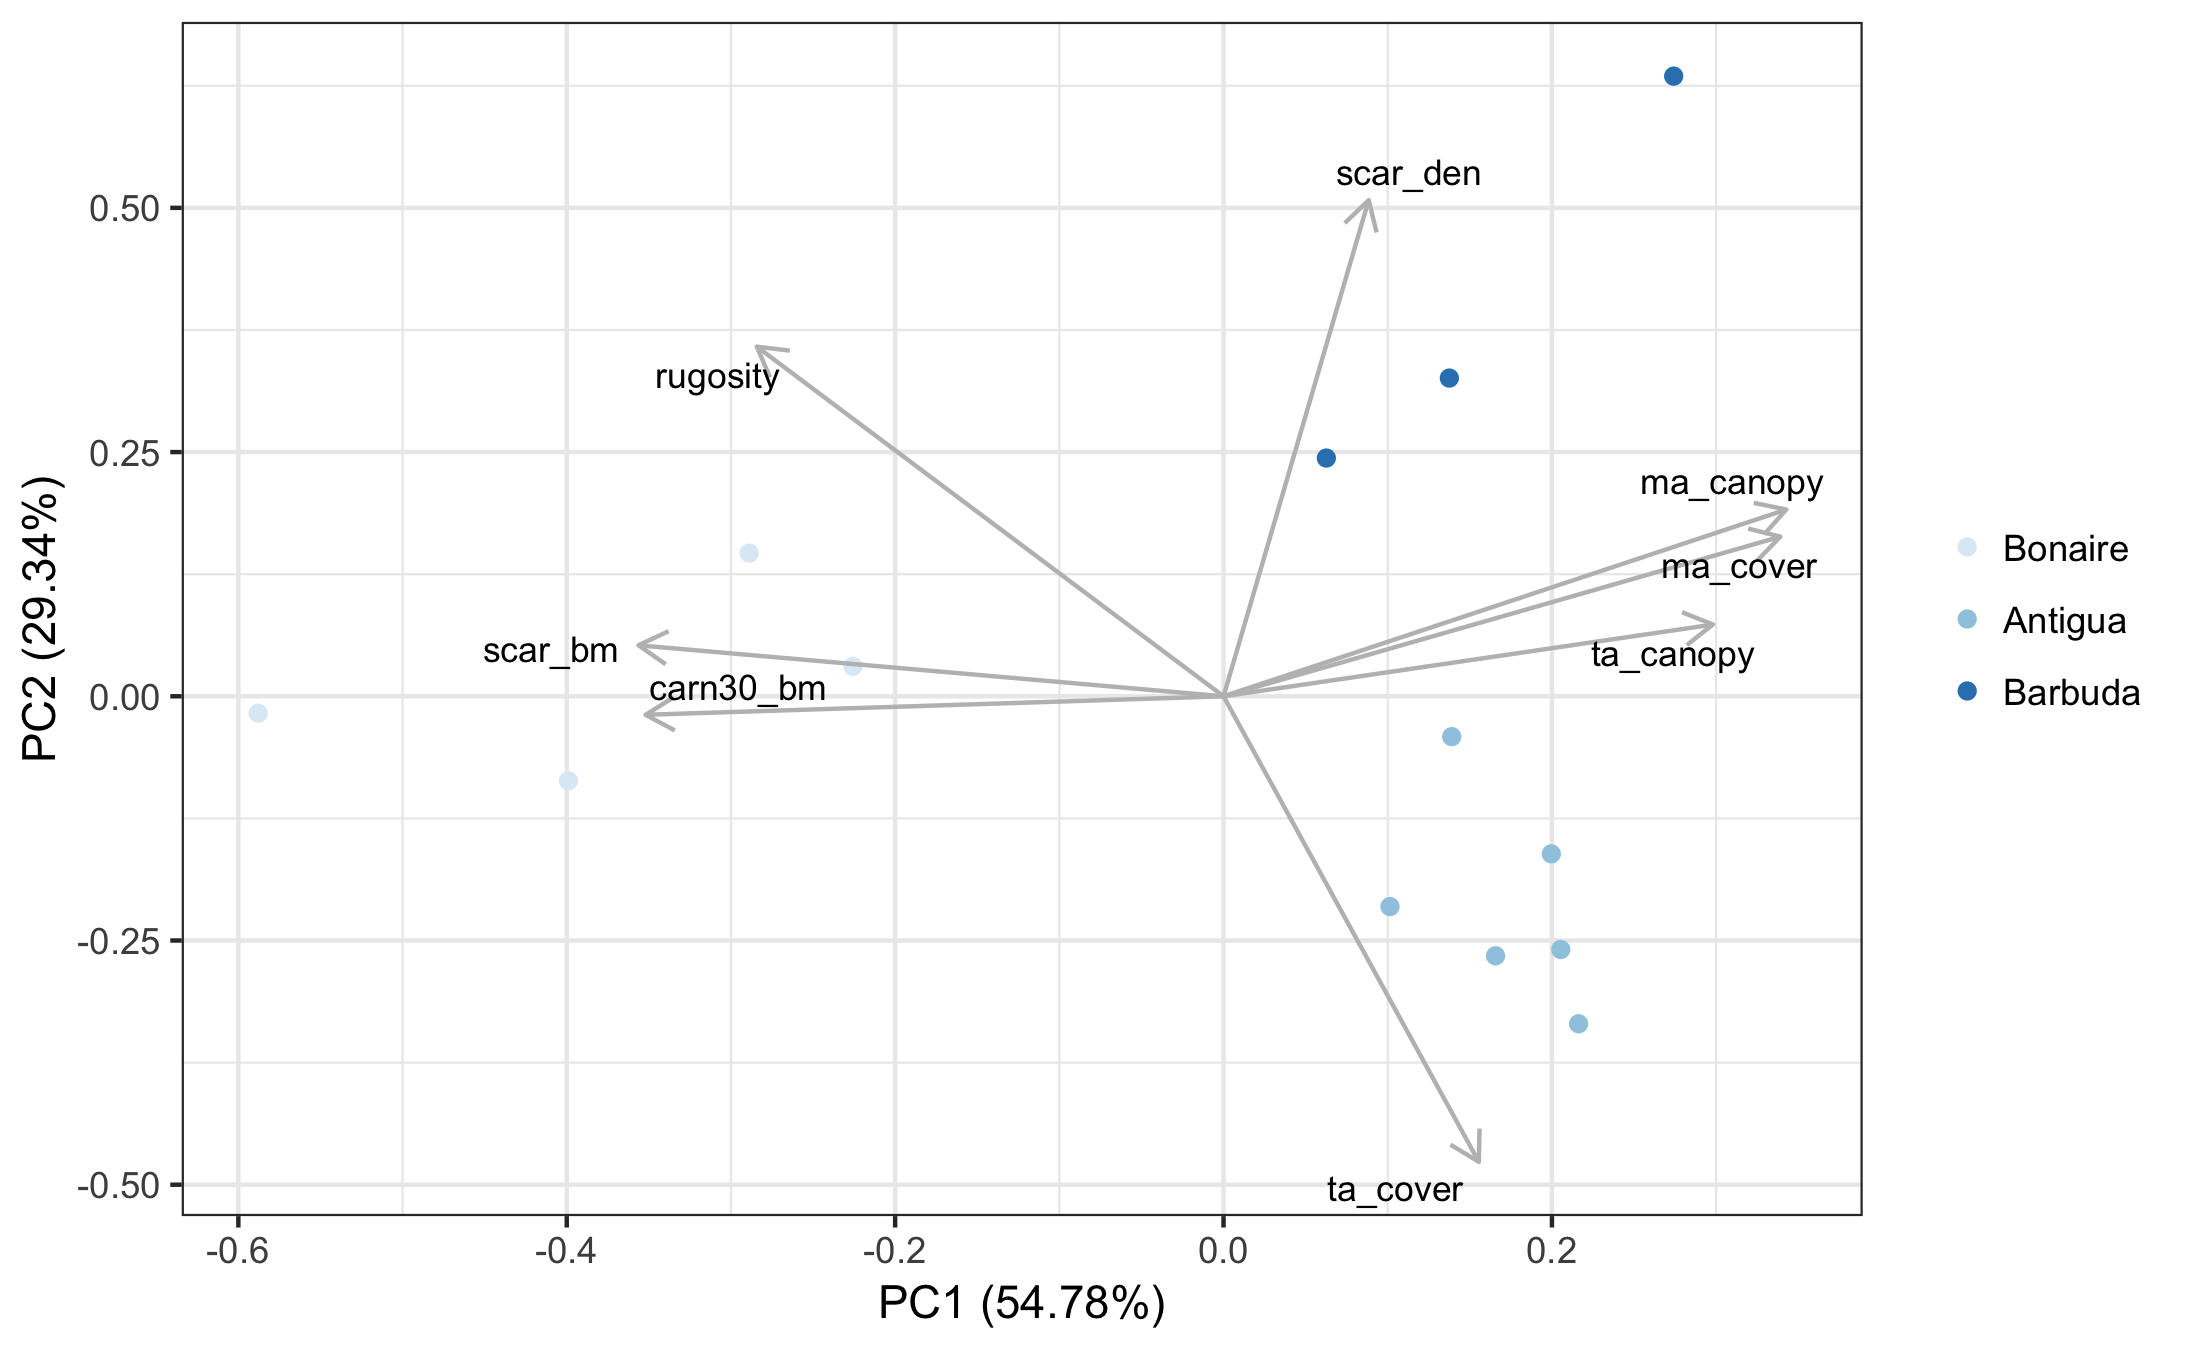 scar_den
0.50
rugosity
0.25
ma_canopy
ma_cover
scar_bm
ta_canopy
carn30_bm
0.00
-0.25
-0.50
ta_cover
-0.6
-0.4
-0.2
0.0
0.2
PC1 (54.78%)
PC2 (29.34%)
Bonaire
Antigua
Barbuda